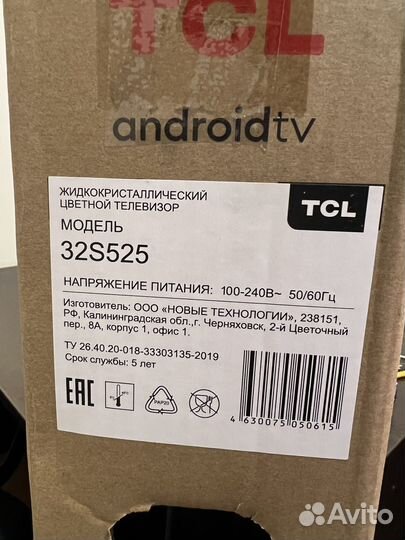 TCL
androidtv
ЖИДКОКРИСТАЛЛИЧЕСКИЙ
ЦВЕТНОЙ ТЕЛЕВИЗОР
TCL
МОДЕЛЬ
32S525
НАПРЯЖЕНИЕ ПИТАНИЯ: 100-240В~ 50/60Гц
Изготовитель: ООО «НОВЫЕ ТЕХНОЛОГИИ», 238151,
РФ, Калининградская обл.,г. Черняховск, 2-й Цветочный
пер., 8А, корпус 1, офис 1.
ТУ 26.40.20-018-33303135-2019
Срок службы: 5 лет
EAC
PAP20
4 630075 050615
Avito